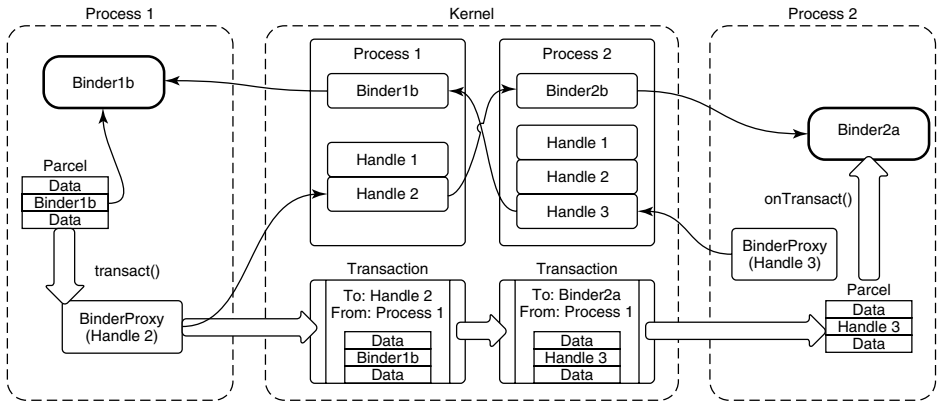 Process 1
Kernel
Process 2
Binder1b
Parcel
Data
Binder1b
Data
transact()
BinderProxy
(Handle 2)
Process 1
Binder1b
Handle 1
Handle 2
Process 2
Binder2b
Handle 1
Handle 2
Handle 3
Transaction
To: Handle 2
From: Process 1
Data
Binder1b
Data
Transaction
To: Binder2a
From: Process 1
Data
Handle 3
Data
Binder2a
onTransact()
BinderProxy
(Handle 3)
Parcel
Data
Handle 3
Data